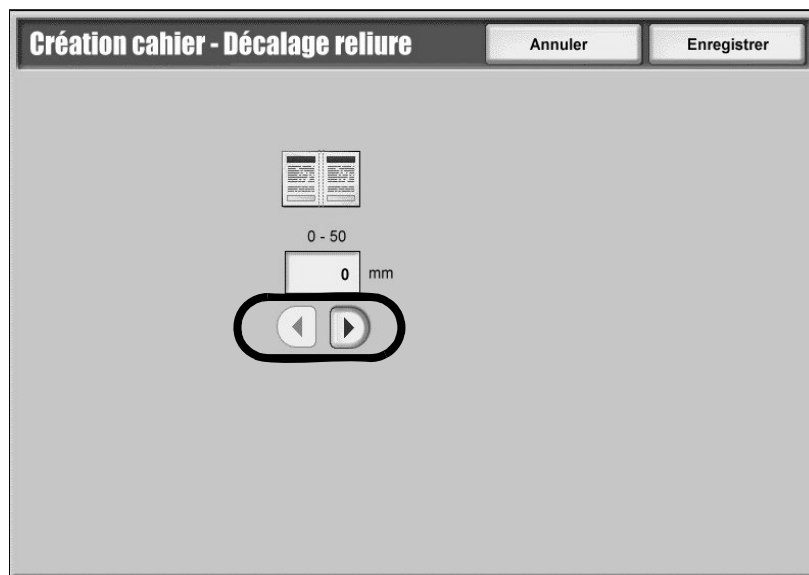 Création cahier - Décalage reliure
Annuler
Enregistrer
0 - 50
0 mm